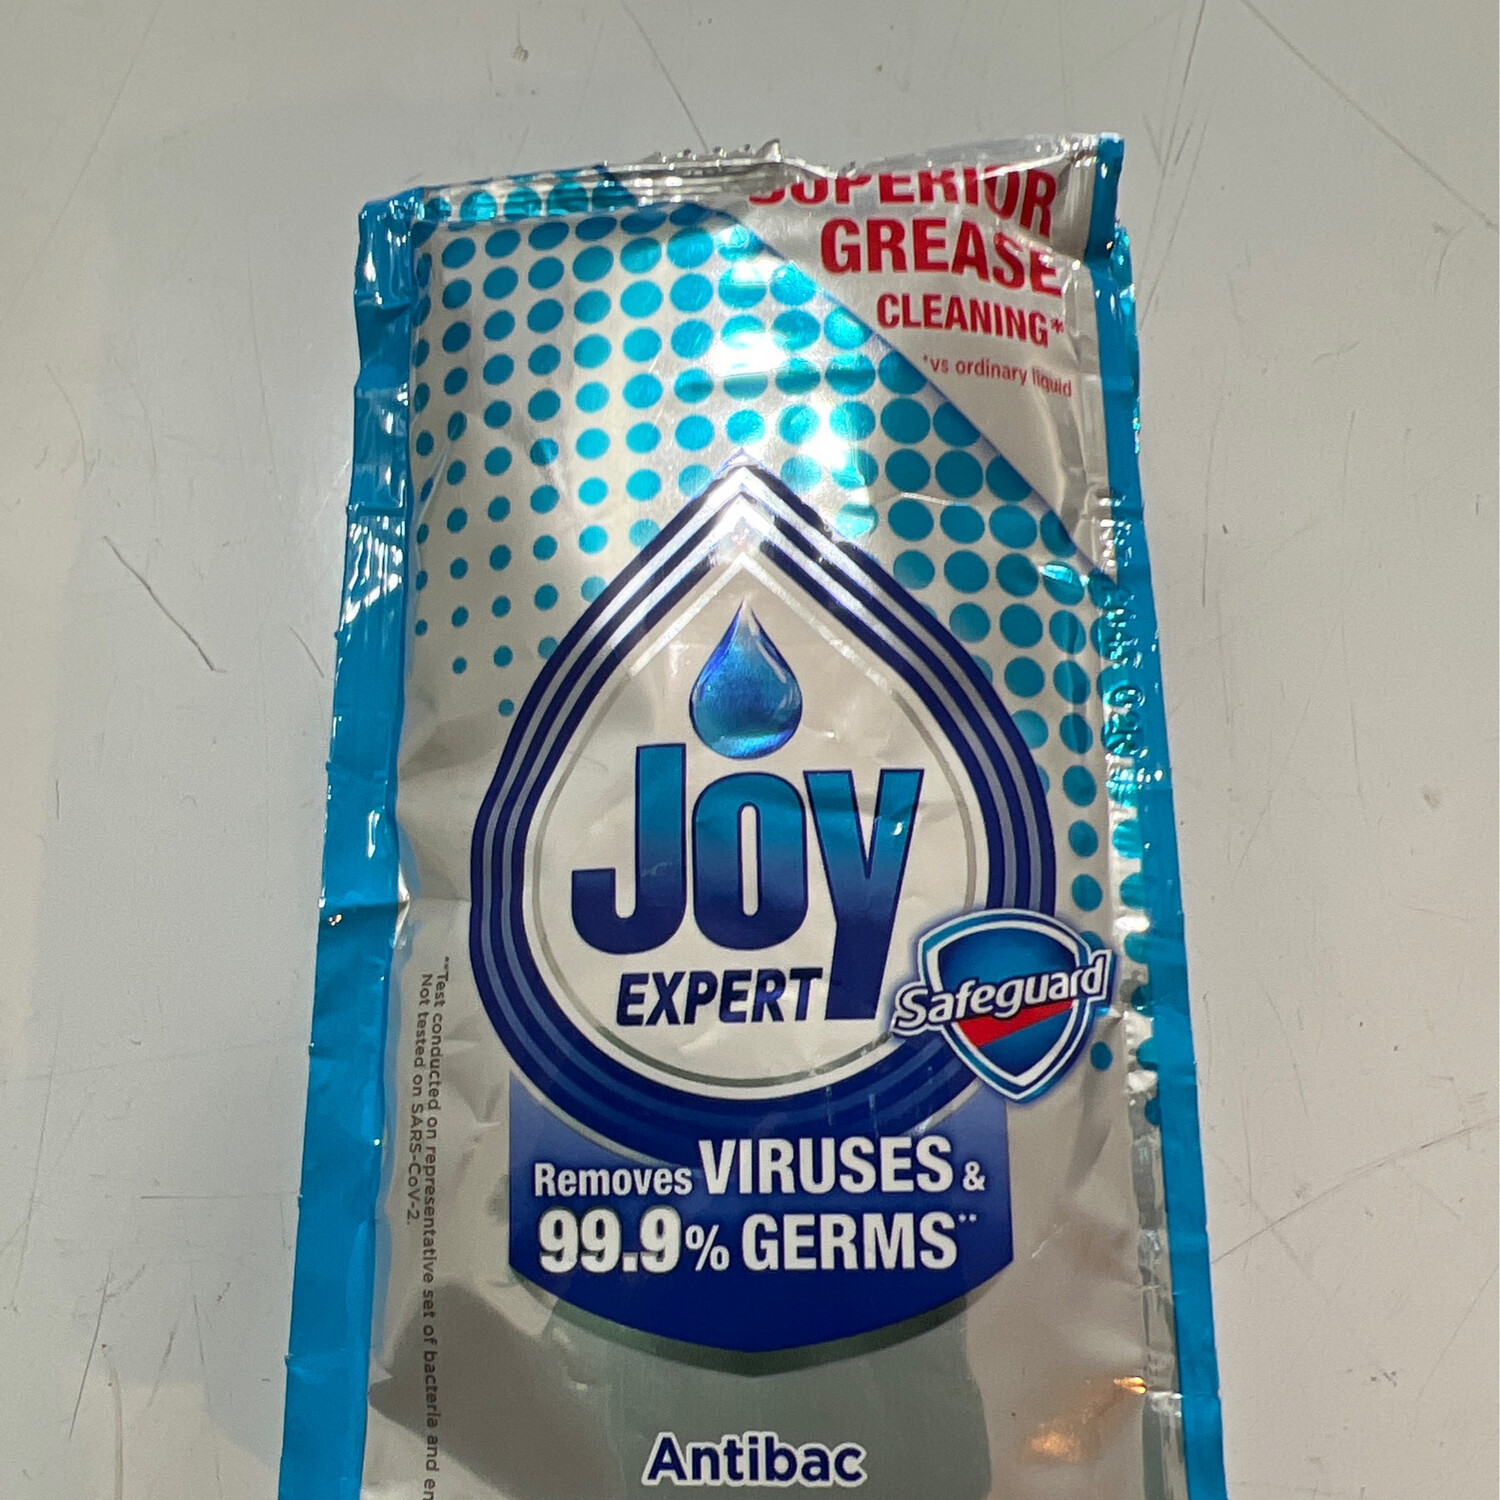 SUPERIOR
GREASE
CLEANING*
*vs ordinary liquid
Joy
EXPERT
Safeguard
Removes VIRUSES &
99.9% GERMS**
Antibac
**Test conducted on representative set of bacteria and
Not tested on SARS-CoV-2.